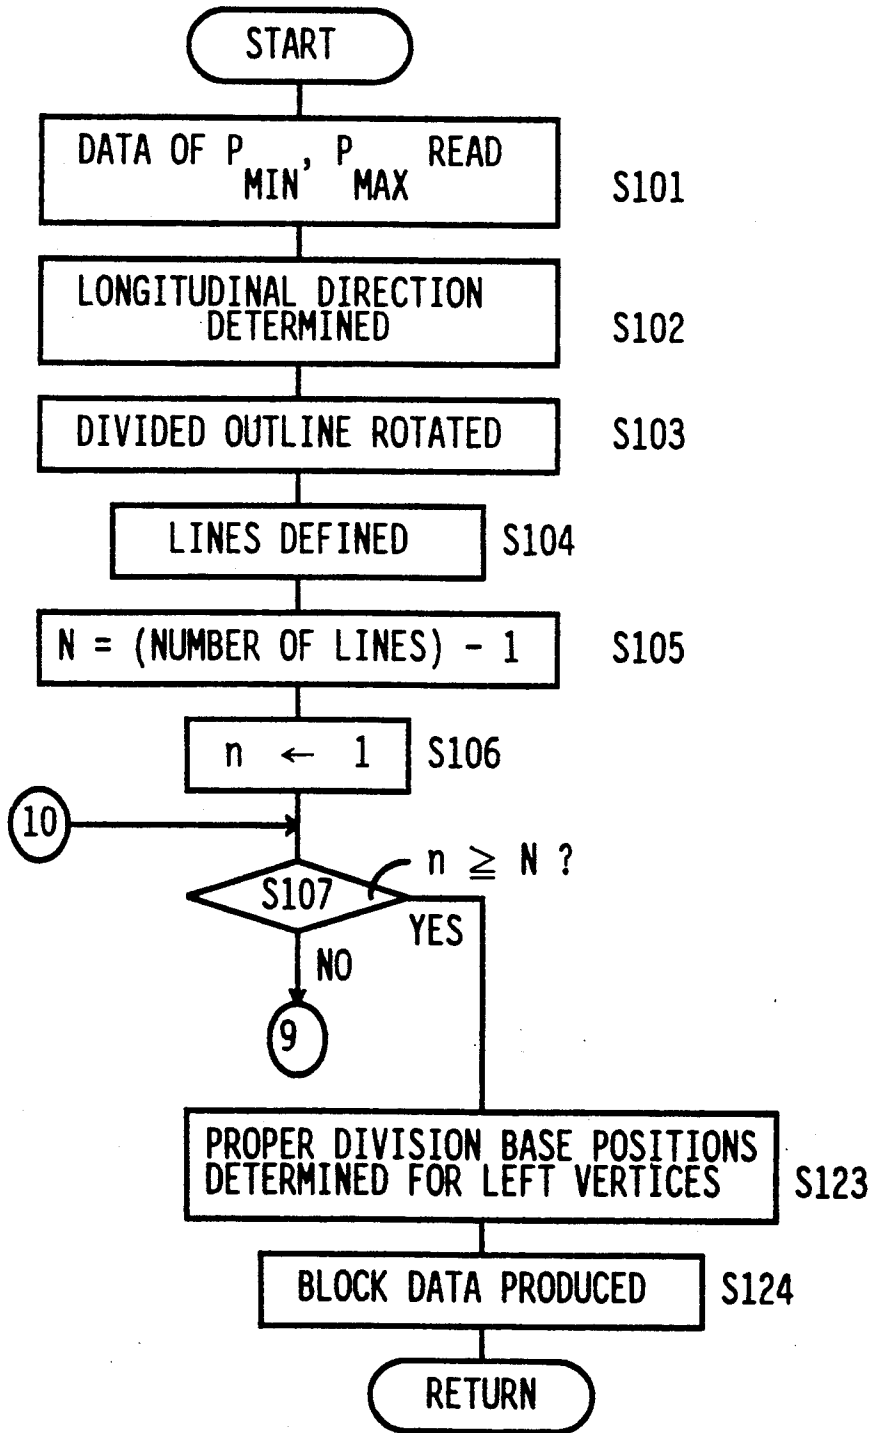 START
DATA OF P MIN, P MAX READ
S101
LONGITUDINAL DIRECTION
DETERMINED
S102
DIVIDED OUTLINE ROTATED
S103
LINES DEFINED
S104
N = (NUMBER OF LINES) - 1
S105
n ← 1
S106
10
n ≧ N ?
S107
YES
NO
9
PROPER DIVISION BASE POSITIONS
DETERMINED FOR LEFT VERTICES
S123
BLOCK DATA PRODUCED
S124
RETURN